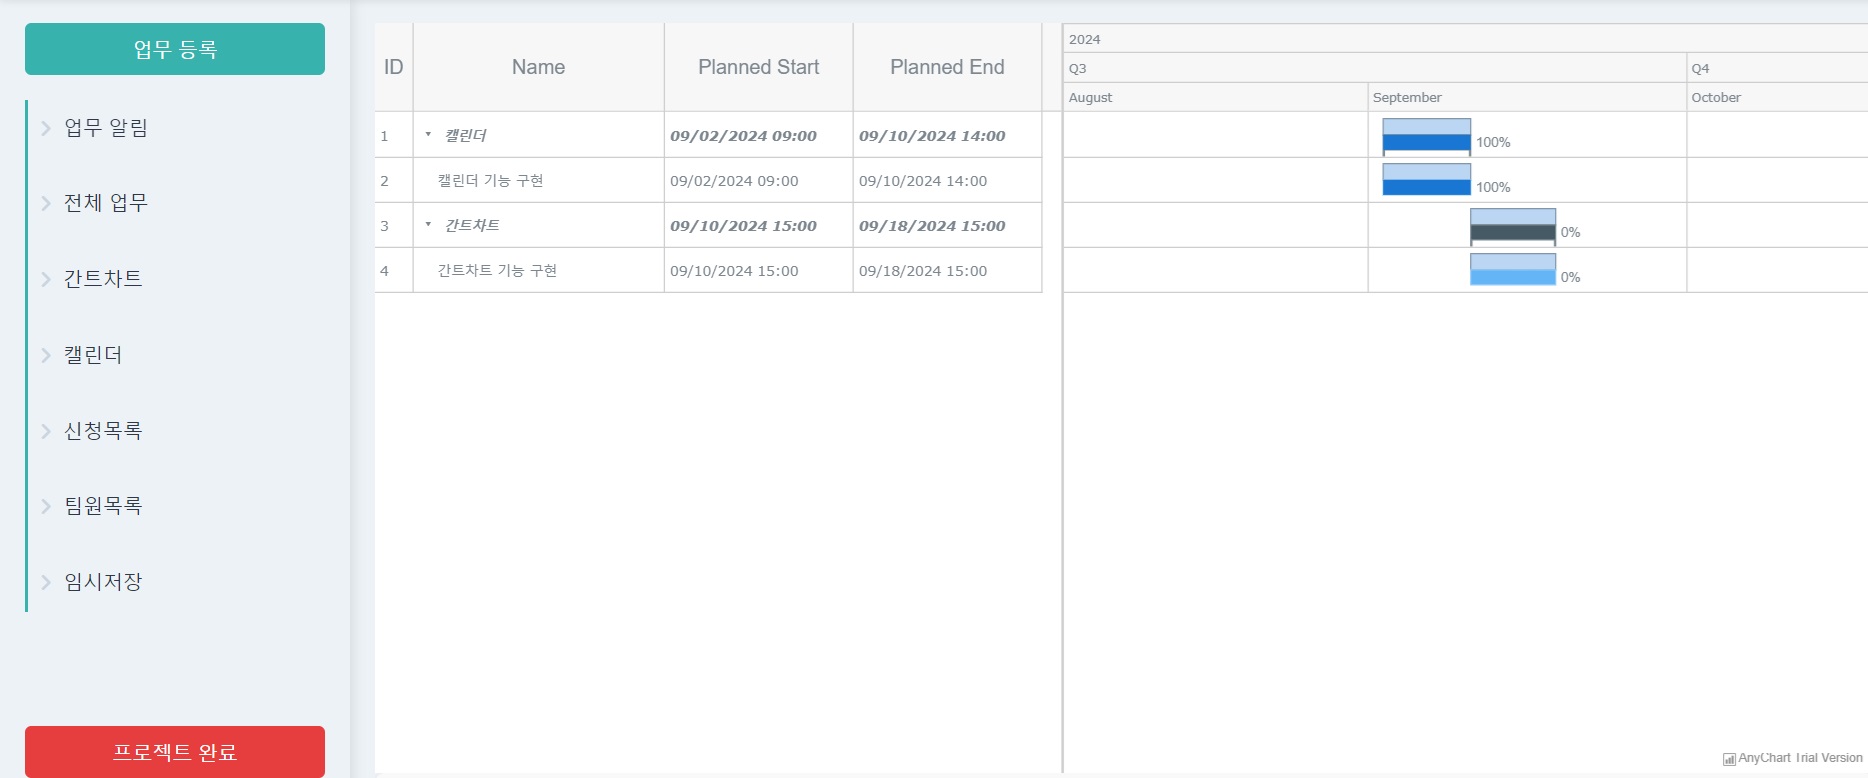 업무 등록
업무 알림
전체 업무
간트차트
캘린더
신청목록
팀원목록
임시저장
프로젝트 완료
ID Name Planned Start Planned End
2024
Q3 Q4
August September October
1 캘린더 09/02/2024 09:00 09/10/2024 14:00 100%
2 캘린더 기능 구현 09/02/2024 09:00 09/10/2024 14:00 100%
3 간트차트 09/10/2024 15:00 09/18/2024 15:00 0%
4 간트차트 기능 구현 09/10/2024 15:00 09/18/2024 15:00 0%
AnyChart Trial Version